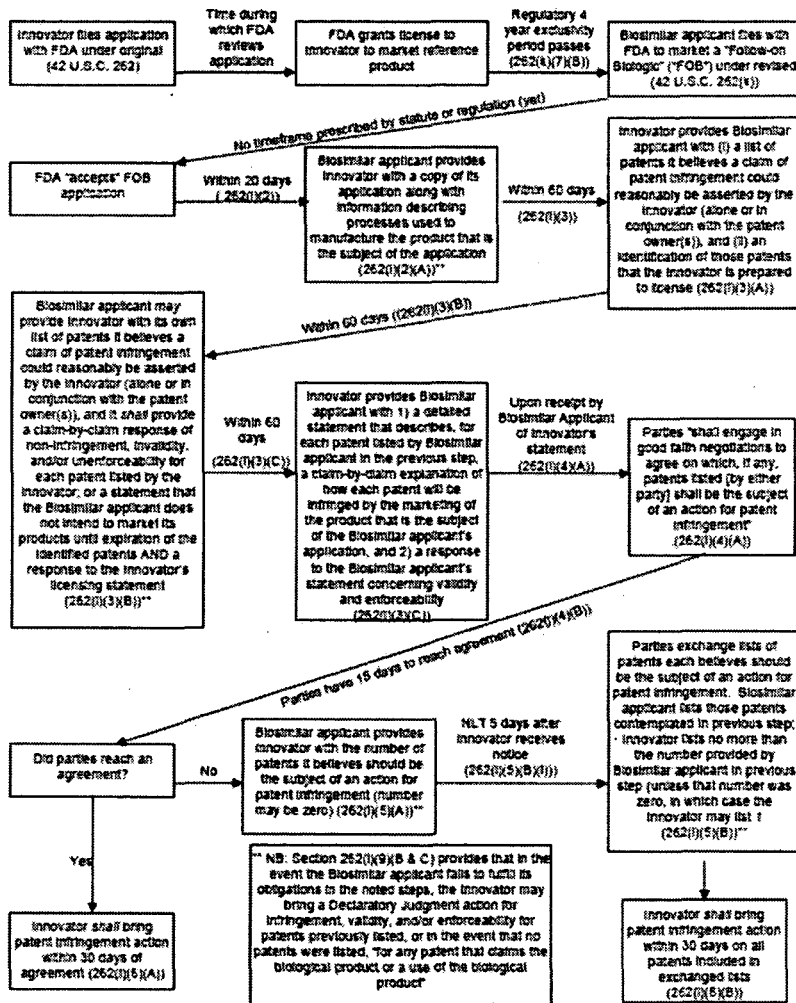 Innovator files application
with FDA under original
(42 U.S.C. 262)
Time during
which FDA
reviews
application
FDA grants license to
Innovator to market reference
product
Regulatory 4
year exclusivity
period passes
(262(k)(7)(B))
Biosimilar applicant files with
FDA to market a "Follow-on
Biologic" ("FOB") under revised
(42 U.S.C. 262(k))
No timeframe prescribed by statute or regulation (yet)
FDA "accepts" FOB
application
Within 20 days
( 262(l)(2))
Biosimilar applicant provides
Innovator with a copy of its
application along with
information describing
processes used to
manufacture the product that is
the subject of the application
(262(l)(2)(A))**
Within 60 days
(262(l)(3))
Innovator provides Biosimilar
applicant with (i) a list of
patents it believes a claim of
patent infringement could
reasonably be asserted by the
Innovator (alone or in
conjunction with the patent
owner(s)), and (ii) an
identification of those patents
that the Innovator is prepared
to license (262(l)(3)(A))
Within 60 days ((262(l)(3)(B))
Biosimilar applicant may
provide Innovator with its own
list of patents it believes a
claim of patent infringement
could reasonably be asserted
by the Innovator (alone or in
conjunction with the patent
owner(s)), and it shall provide
a claim-by-claim response of
non-infringement, invalidity,
and/or unenforceability for
each patent listed by the
Innovator; or a statement that
the Biosimilar applicant does
not intend to market its
products until expiration of the
identified patents AND a
response to the Innovator's
licensing statement
(262(l)(3)(B))**
Within 60
days
(262(l)(3)(C))
Innovator provides Biosimilar
applicant with 1) a detailed
statement that describes, for
each patent listed by Biosimilar
applicant in the previous step,
a claim-by-claim explanation of
how each patent will be
infringed by the marketing of
the product that is the subject
of the Biosimilar applicant's
application, and 2) a response
to the Biosimilar applicant's
statement concerning validity
and enforceability
(262(l)(3)(C))
Upon receipt by
Biosimilar Applicant
of Innovator's
statement
(262(l)(4)(A))
Parties "shall engage in
good faith negotiations to
agree on which, if any,
patents listed [by either
party] shall be the subject
of an action for patent
infringement"
(262(l)(4)(A))
Parties have 15 days to reach agreement (262(l)(4)(B))
Did parties reach an
agreement?
No
Biosimilar applicant provides
Innovator with the number of
patents it believes should be
the subject of an action for
patent infringement (number
may be zero) (262(l)(5)(A))**
NLT 5 days after
Innovator receives
notice
(262(l)(5)(B)(i)))
Parties exchange lists of
patents each believes should
be the subject of an action for
patent infringement. Biosimilar
applicant lists those patents
contemplated in previous step;
Innovator lists no more than
the number provided by
Biosimilar applicant in previous
step (unless that number was
zero, in which case the
Innovator may list 1
(262(l)(5)(B))**
Yes
Innovator shall bring
patent infringement action
within 30 days of
agreement (262(l)(6)(A))
** NB: Section 262(l)(9)(B & C) provides that in the
event the Biosimilar applicant fails to fulfill its
obligations in the noted steps, the Innovator may
bring a Declaratory Judgment action for
infringement, validity, and/or enforceability for
patents previously listed, or in the event that no
patents were listed, "for any patent that claims the
biological product or a use of the biological
product"
Innovator shall bring
patent infringement action
within 30 days on all
patents included in
exchanged lists
(262(l)(6)(B))